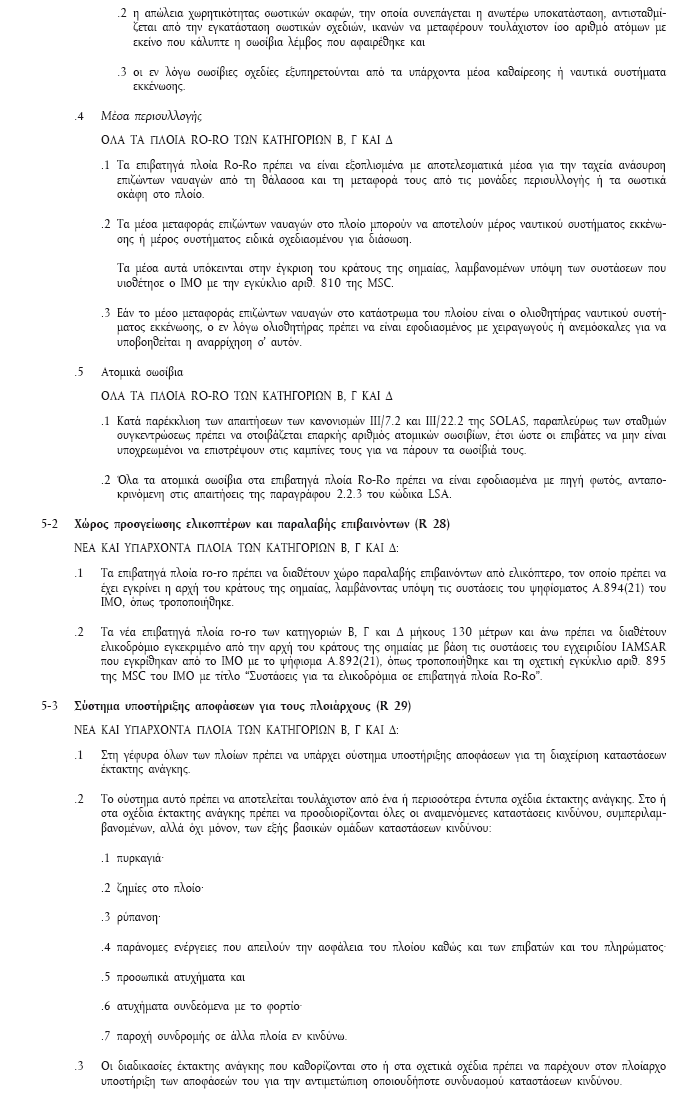 .2 η απώλεια χωρητικότητας σωστικών σκαφών, την οποία συνεπάγεται η ανωτέρω υποκατάσταση, αντισταθμί-
ζεται από την εγκατάσταση σωστικών σχεδιών, ικανών να μεταφέρουν τουλάχιστον ίσο αριθμό ατόμων με
εκείνο που κάλυπτε η σωσίβια λέμβος που αφαιρέθηκε και
.3 οι εν λόγω σωσίβιες σχεδίες εξυπηρετούνται από τα υπάρχοντα μέσα καθαίρεσης ή ναυτικά συστήματα
εκκένωσης.
.4 Μέσα περισυλλογής
ΟΛΑ ΤΑ ΠΛΟΙΑ RO-RO ΤΩΝ ΚΑΤΗΓΟΡΙΩΝ Β, Γ ΚΑΙ Δ
.1 Τα επιβατηγά πλοία Ro-Ro πρέπει να είναι εξοπλισμένα με αποτελεσματικά μέσα για την ταχεία ανάσυρση
επιζώντων ναυαγών από τη θάλασσα και τη μεταφορά τους από τις μονάδες περισυλλογής ή τα σωστικά
σκάφη στο πλοίο.
.2 Τα μέσα μεταφοράς επιζώντων ναυαγών στο πλοίο μπορούν να αποτελούν μέρος ναυτικού συστήματος εκκένω-
σης ή μέρος συστήματος ειδικά σχεδιασμένου για διάσωση.
Τα μέσα αυτά υπόκεινται στην έγκριση του κράτους της σημαίας, λαμβανομένων υπόψη των συστάσεων που
υιοθέτησε ο ΙΜΟ με την εγκύκλιο αριθ. 810 της MSC.
.3 Εάν το μέσο μεταφοράς επιζώντων ναυαγών στο κατάστρωμα του πλοίου είναι ο ολισθητήρας ναυτικού συστή-
ματος εκκένωσης, ο εν λόγω ολισθητήρας πρέπει να είναι εφοδιασμένος με χειραγωγούς ή ανεμόσκαλες για να
υποβοηθείται η αναρρίχηση σ' αυτόν.
.5 Ατομικά σωσίβια
ΟΛΑ ΤΑ ΠΛΟΙΑ RO-RO ΤΩΝ ΚΑΤΗΓΟΡΙΩΝ Β, Γ ΚΑΙ Δ
.1 Κατά παρέκκλιση των απαιτήσεων των κανονισμών III/7.2 και III/22.2 της SOLAS, παραπλεύρως των σταθμών
συγκεντρώσεως πρέπει να στοιβάζεται επαρκής αριθμός ατομικών σωσιβίων, έτσι ώστε οι επιβάτες να μην είναι
υποχρεωμένοι να επιστρέψουν στις καμπίνες τους για να πάρουν τα σωσίβιά τους.
.2 Όλα τα ατομικά σωσίβια στα επιβατηγά πλοία Ro-Ro πρέπει να είναι εφοδιασμένα με πηγή φωτός, ανταπο-
κρινόμενη στις απαιτήσεις της παραγράφου 2.2.3 του κώδικα LSA.
5-2 Χώρος προσγείωσης ελικοπτέρων και παραλαβής επιβαινόντων (R 28)
ΝΕΑ ΚΑΙ ΥΠΑΡΧΟΝΤΑ ΠΛΟΙΑ ΤΩΝ ΚΑΤΗΓΟΡΙΩΝ Β, Γ ΚΑΙ Δ:
.1 Τα επιβατηγά πλοία ro-ro πρέπει να διαθέτουν χώρο παραλαβής επιβαινόντων από ελικόπτερο, τον οποίο πρέπει να
έχει εγκρίνει η αρχή του κράτους της σημαίας, λαμβάνοντας υπόψη τις συστάσεις του ψηφίσματος A.894(21) του
ΙΜΟ, όπως τροποποιήθηκε.
.2 Τα νέα επιβατηγά πλοία ro-ro των κατηγοριών Β, Γ και Δ μήκους 130 μέτρων και άνω πρέπει να διαθέτουν
ελικοδρόμιο εγκεκριμένο από την αρχή του κράτους της σημαίας με βάση τις συστάσεις του εγχειριδίου IAMSAR
που εγκρίθηκαν από το ΙΜΟ με το ψήφισμα A.892(21), όπως τροποποιήθηκε και τη σχετική εγκύκλιο αριθ. 895
της MSC του ΙΜΟ με τίτλο “Συστάσεις για τα ελικοδρόμια σε επιβατηγά πλοία Ro-Ro”.
5-3 Σύστημα υποστήριξης αποφάσεων για τους πλοιάρχους (R 29)
ΝΕΑ ΚΑΙ ΥΠΑΡΧΟΝΤΑ ΠΛΟΙΑ ΤΩΝ ΚΑΤΗΓΟΡΙΩΝ Β, Γ ΚΑΙ Δ:
.1 Στη γέφυρα όλων των πλοίων πρέπει να υπάρχει σύστημα υποστήριξης αποφάσεων για τη διαχείριση καταστάσεων
έκτακτης ανάγκης.
.2 Το σύστημα αυτό πρέπει να αποτελείται τουλάχιστον από ένα ή περισσότερα έντυπα σχέδια έκτακτης ανάγκης. Στο ή
στα σχέδια έκτακτης ανάγκης πρέπει να προσδιορίζονται όλες οι αναμενόμενες καταστάσεις κινδύνου, συμπεριλαμ-
βανομένων, αλλά όχι μόνον, των εξής βασικών ομάδων καταστάσεων κινδύνου:
.1 πυρκαγιά·
.2 ζημίες στο πλοίο·
.3 ρύπανση·
.4 παράνομες ενέργειες που απειλούν την ασφάλεια του πλοίου καθώς και των επιβατών και του πληρώματος·
.5 προσωπικά ατυχήματα και
.6 ατυχήματα συνδεόμενα με το φορτίο·
.7 παροχή συνδρομής σε άλλα πλοία εν κινδύνω.
.3 Οι διαδικασίες έκτακτης ανάγκης που καθορίζονται στο ή στα σχετικά σχέδια πρέπει να παρέχουν στον πλοίαρχο
υποστήριξη των αποφάσεών του για την αντιμετώπιση οποιουδήποτε συνδυασμού καταστάσεων κινδύνου.